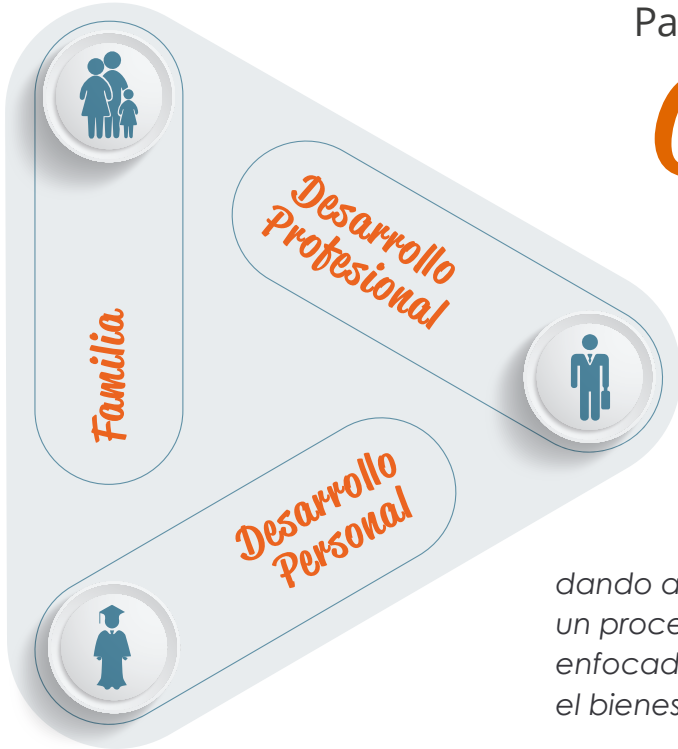 Pa
Desarrollo
Profesional
Familia
Desarrollo
Personal
dando a
un proce
enfocad
el bienes